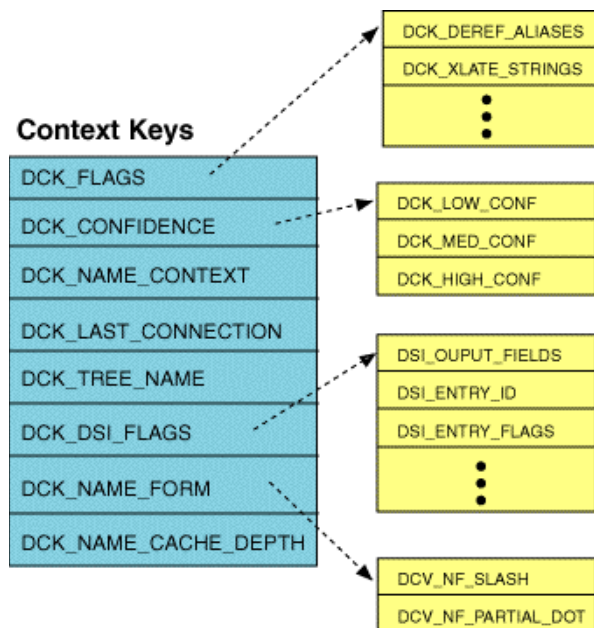 Context Keys
DCK_FLAGS
DCK_CONFIDENCE
DCK_NAME_CONTEXT
DCK_LAST_CONNECTION
DCK_TREE_NAME
DCK_DSI_FLAGS
DCK_NAME_FORM
DCK_NAME_CACHE_DEPTH
DCK_DEREF_ALIASES
DCK_XLATE_STRINGS
DCK_LOW_CONF
DCK_MED_CONF
DCK_HIGH_CONF
DSI_OUPUT_FIELDS
DSI_ENTRY_ID
DSI_ENTRY_FLAGS
DCV_NF_SLASH
DCV_NF_PARTIAL_DOT